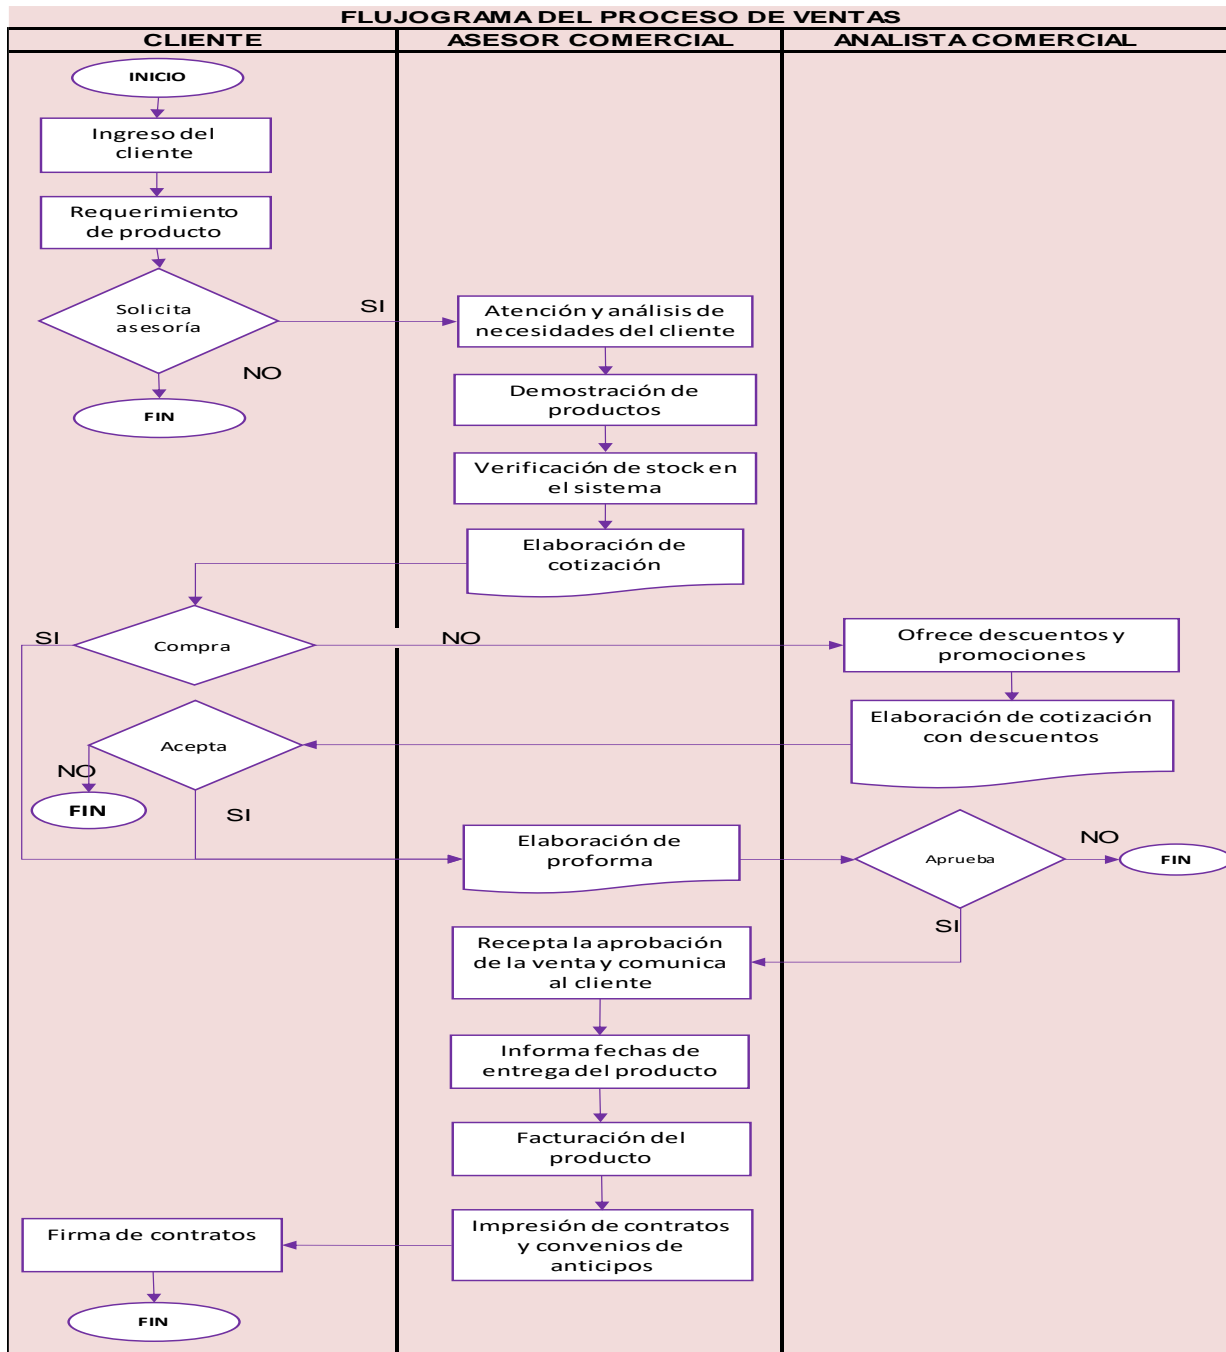 FLUJOGRAMA DEL PROCESO DE VENTAS
CLIENTE
ASESOR COMERCIAL
ANALISTA COMERCIAL
INICIO
Ingreso del
cliente
Requerimiento
de producto
Solicita
asesoría
SI
NO
FIN
Atención y análisis de
necesidades del cliente
Demostración de
productos
Verificación de stock en
el sistema
Elaboración de
cotización
SI
Compra
NO
Ofrece descuentos y
promociones
Elaboración de cotización
con descuentos
Acepta
NO
FIN
SI
Elaboración de
proforma
Aprueba
NO
FIN
SI
Recepta la aprobación
de la venta y comunica
al cliente
Informa fechas de
entrega del producto
Facturación del
producto
Impresión de contratos
y convenios de
anticipos
Firma de contratos
FIN